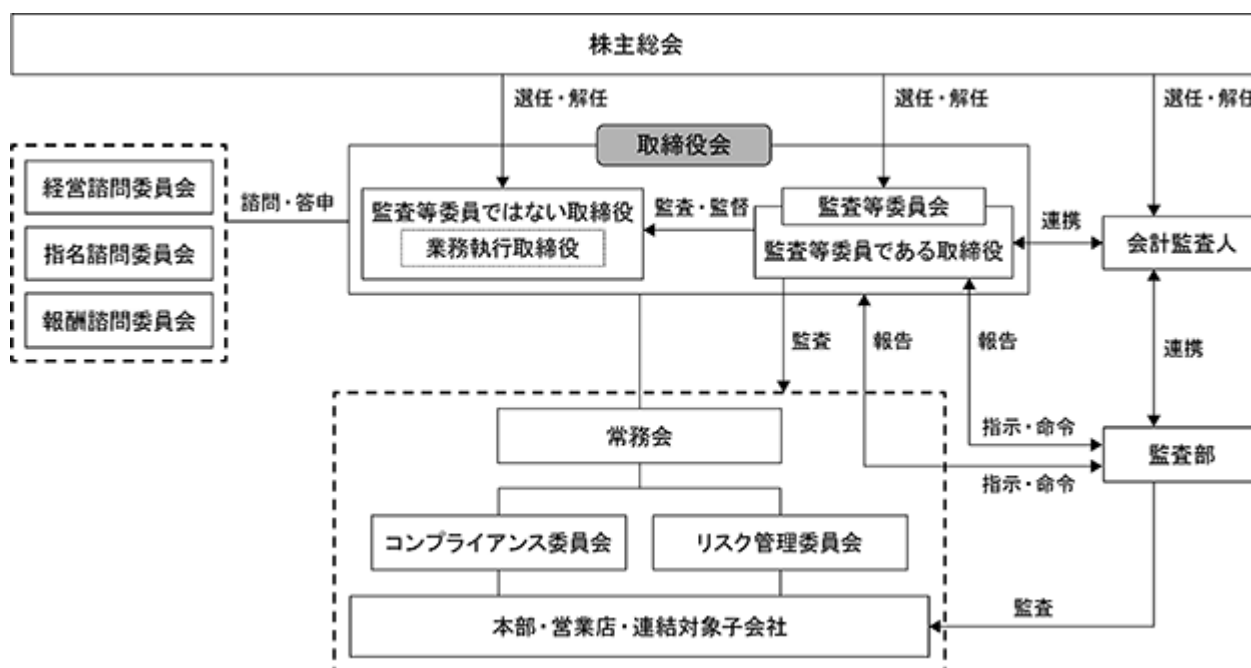 株主総会
選任・解任
選任・解任
選任・解任
取締役会
経営諮問委員会
指名諮問委員会
報酬諮問委員会
諮問・答申
監査等委員ではない取締役
業務執行取締役
監査・監督
監査等委員会
監査等委員である取締役
連携
会計監査人
監査
報告
報告
連携
常務会
指示・命令
指示・命令
監査部
コンプライアンス委員会
リスク管理委員会
本部・営業店・連結対象子会社
監査